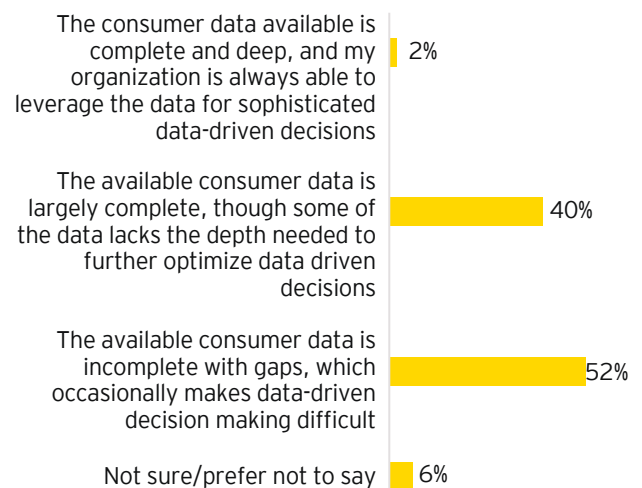 The consumer data available is
complete and deep, and my
organization is always able to
leverage the data for sophisticated
data-driven decisions
2%
The available consumer data is
largely complete, though some of
the data lacks the depth needed to
further optimize data driven
decisions
40%
The available consumer data is
incomplete with gaps, which
occasionally makes data-driven
decision making difficult
52%
Not sure/prefer not to say
6%